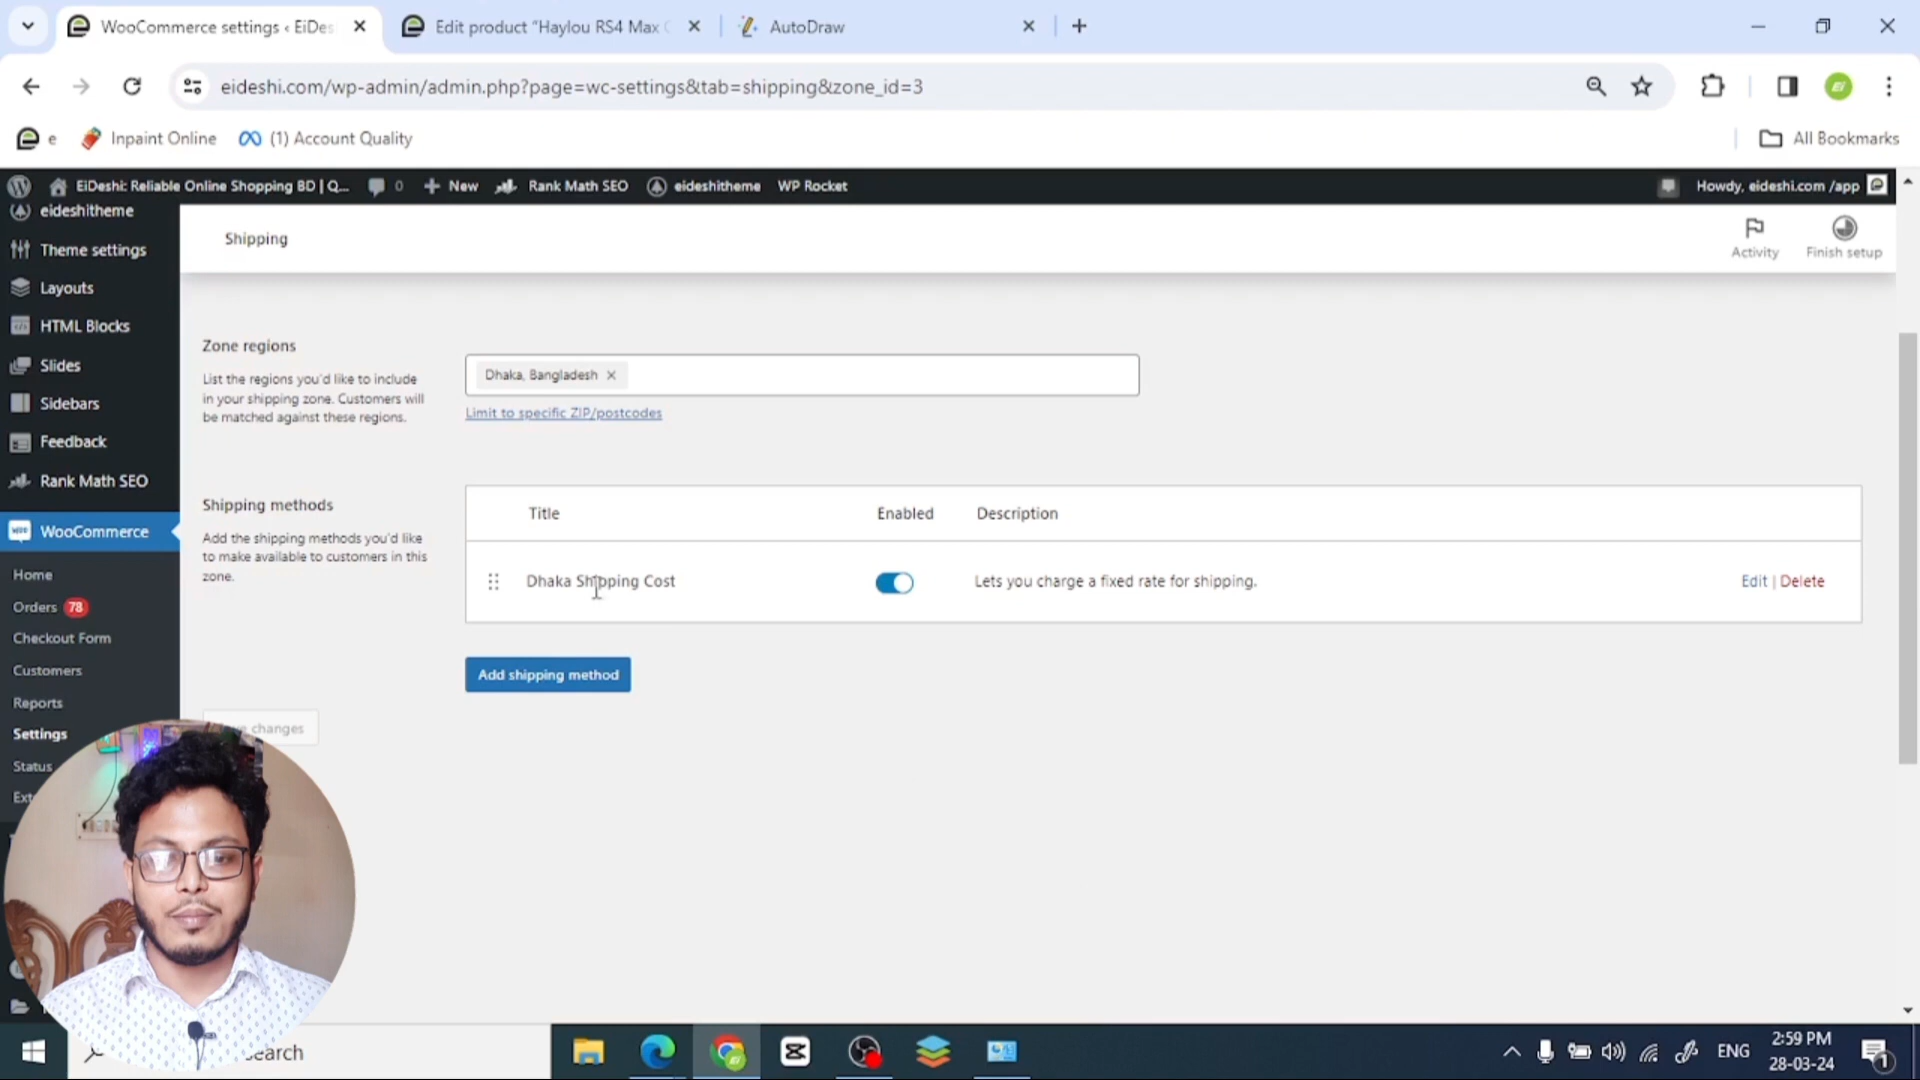 WooCommerce settings ‹ EiDes
Edit product "Haylou RS4 Max
AutoDraw
eideshi.com/wp-admin/admin.php?page=wc-settings&tab=shipping&zone_id=3
e
Inpaint Online
(1) Account Quality
All Bookmarks
EiDeshi: Reliable Online Shopping BD | Q...
0
New
Rank Math SEO
eideshitheme
WP Rocket
Howdy, eideshi.com /app
eideshitheme
Theme settings
Layouts
HTML Blocks
Slides
Sidebars
Feedback
Rank Math SEO
WooCommerce
Home
Orders 78
Checkout Form
Customers
Reports
Settings
Status
Shipping
Activity
Finish setup
Zone regions
List the regions you'd like to include
in your shipping zone. Customers will
be matched against these regions.
Dhaka, Bangladesh ×
Limit to specific ZIP/postcodes
Shipping methods
Add the shipping methods you'd like
to make available to customers in this
zone.
Title
Enabled
Description
Dhaka Shipping Cost
Lets you charge a fixed rate for shipping.
Edit | Delete
Add shipping method
changes
ENG
2:59 PM
28-03-24
1